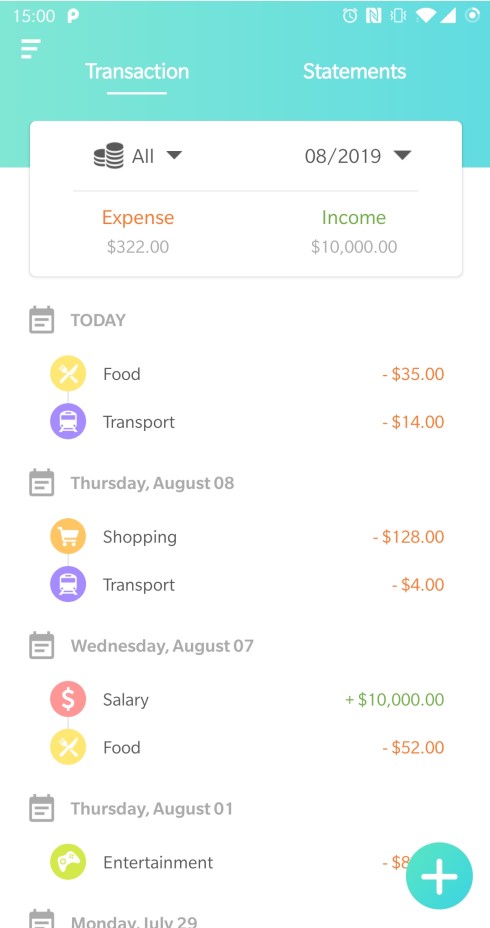 15:00
Transaction Statements
All 08/2019
Expense Income
$322.00 $10,000.00
TODAY
Food - $35.00
Transport - $14.00
Thursday, August 08
Shopping - $128.00
Transport - $4.00
Wednesday, August 07
Salary + $10,000.00
Food - $52.00
Thursday, August 01
Entertainment - $8
Monday, July 29